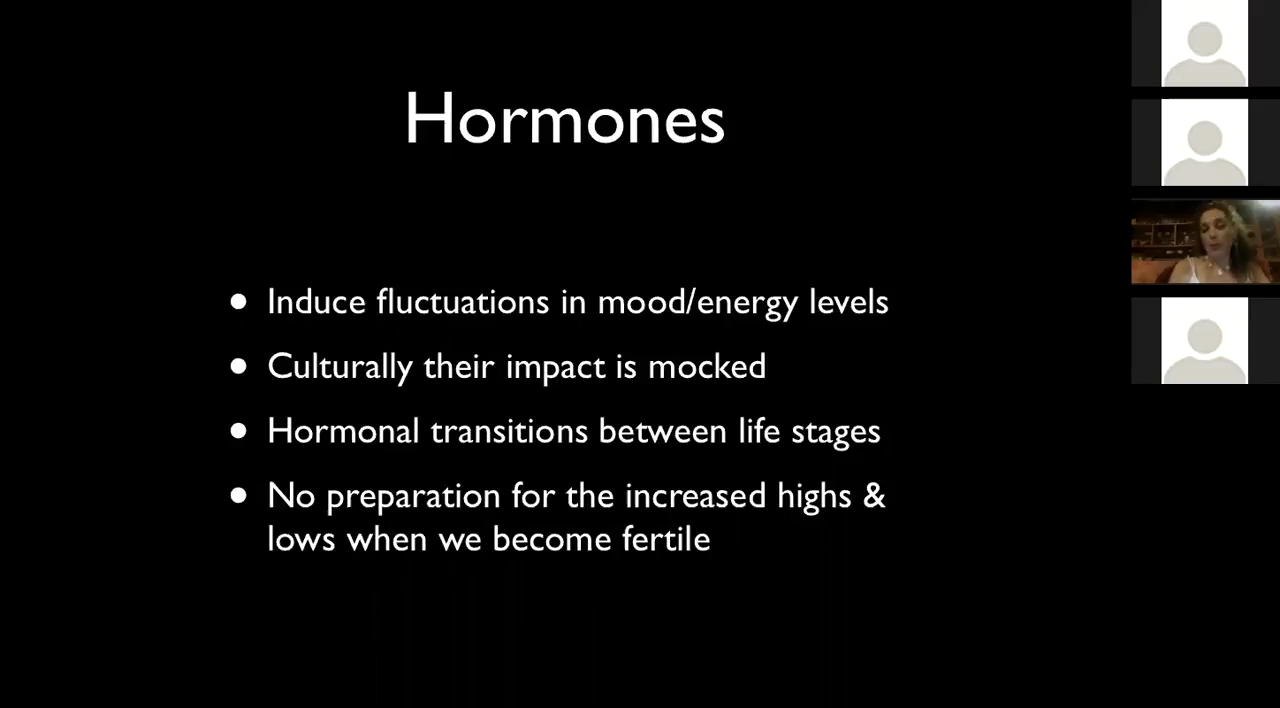 Hormones
• Induce fluctuations in mood/energy levels
• Culturally their impact is mocked
• Hormonal transitions between life stages
• No preparation for the increased highs &
lows when we become fertile